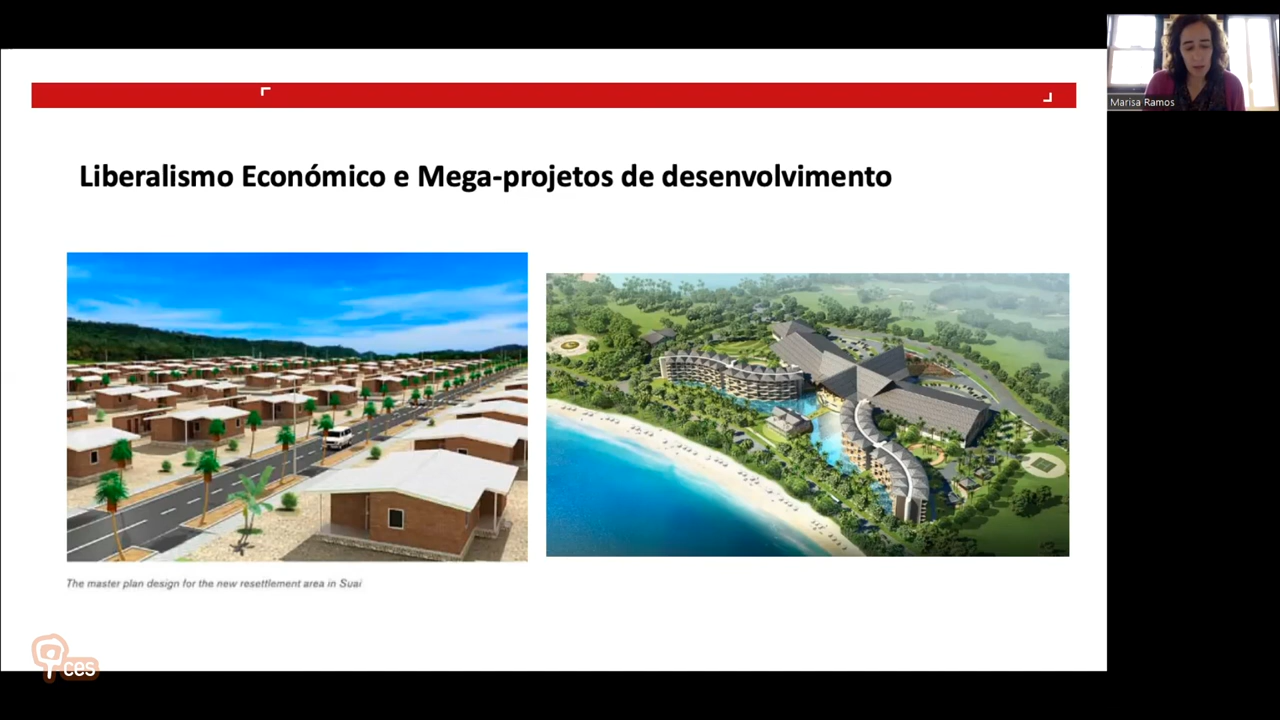 Marisa Ramos
Liberalismo Económico e Mega-projetos de desenvolvimento
The master plan design for the new resettlement area in Suai
ces